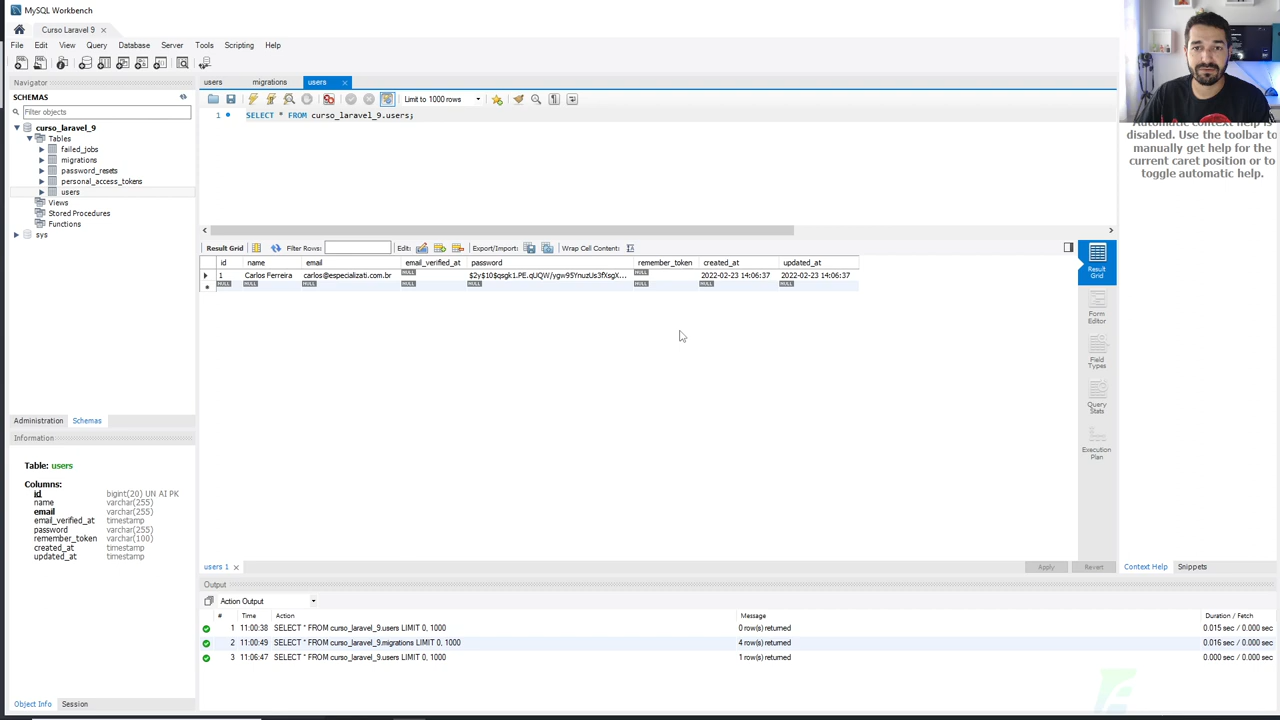 MySQL Workbench
Curso Laravel 9
File Edit View Query Database Server Tools Scripting Help
Navigator
SCHEMAS
Filter objects
curso_laravel_9
Tables
failed_jobs
migrations
password_resets
personal_access_tokens
users
Views
Stored Procedures
Functions
sys
Administration Schemas
Information
Table: users
Columns:
id bigint(20) UN AI PK
name varchar(255)
email varchar(255)
email_verified_at timestamp
password varchar(255)
remember_token varchar(100)
created_at timestamp
updated_at timestamp
Object Info Session
users migrations users
Limit to 1000 rows
1 SELECT * FROM curso_laravel_9.users;
Result Grid Filter Rows: Edit: Export/Import: Wrap Cell Content:
id name email email_verified_at password remember_token created_at updated_at
1 Carlos Ferreira carlos@especializati.com.br NULL NULL 2022-02-23 14:06:37 2022-02-23 14:06:37
NULL NULL NULL NULL NULL NULL NULL NULL
Result Grid
Form Editor
Field Types
Query Stats
Execution Plan
users 1 Apply Revert
Output
Action Output
# Time Action Message Duration / Fetch
1 11:00:38 SELECT * FROM curso_laravel_9.users LIMIT 0, 1000 0 row(s) returned 0.015 sec / 0.000 sec
2 11:00:49 SELECT * FROM curso_laravel_9.migrations LIMIT 0, 1000 4 row(s) returned 0.016 sec / 0.000 sec
3 11:06:47 SELECT * FROM curso_laravel_9.users LIMIT 0, 1000 1 row(s) returned 0.000 sec / 0.000 sec
Automatic context help is
disabled. Use the toolbar to
manually get help for the
current caret position or to
toggle automatic help.
Context Help Snippets